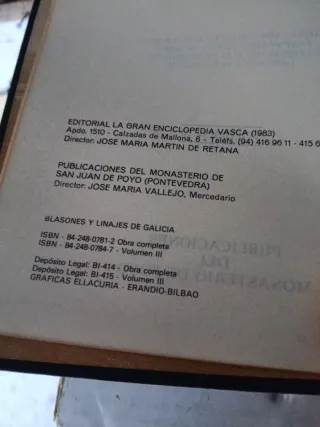 EDITORIAL LA GRAN ENCICLOPEDIA VASCA (1983)
Apdo. 1510 - Calzadas de Mallona, 8 - Teléfs. (94) 416 96 11 - 415 6
Director: JOSE MARIA MARTIN DE RETANA
PUBLICACIONES DEL MONASTERIO DE
SAN JUAN DE POYO (PONTEVEDRA)
Director: JOSE MARIA VALLEJO, Mercedario
BLASONES Y LINAJES DE GALICIA
ISBN - 84-248-0781-2 Obra completa
ISBN - 84-248-0784-7 - Volumen III
Depósito Legal: BI-414 - Obra completa
Depósito Legal: BI-415 - Volumen III
GRAFICAS ELLACURIA - ERANDIO-BILBAO